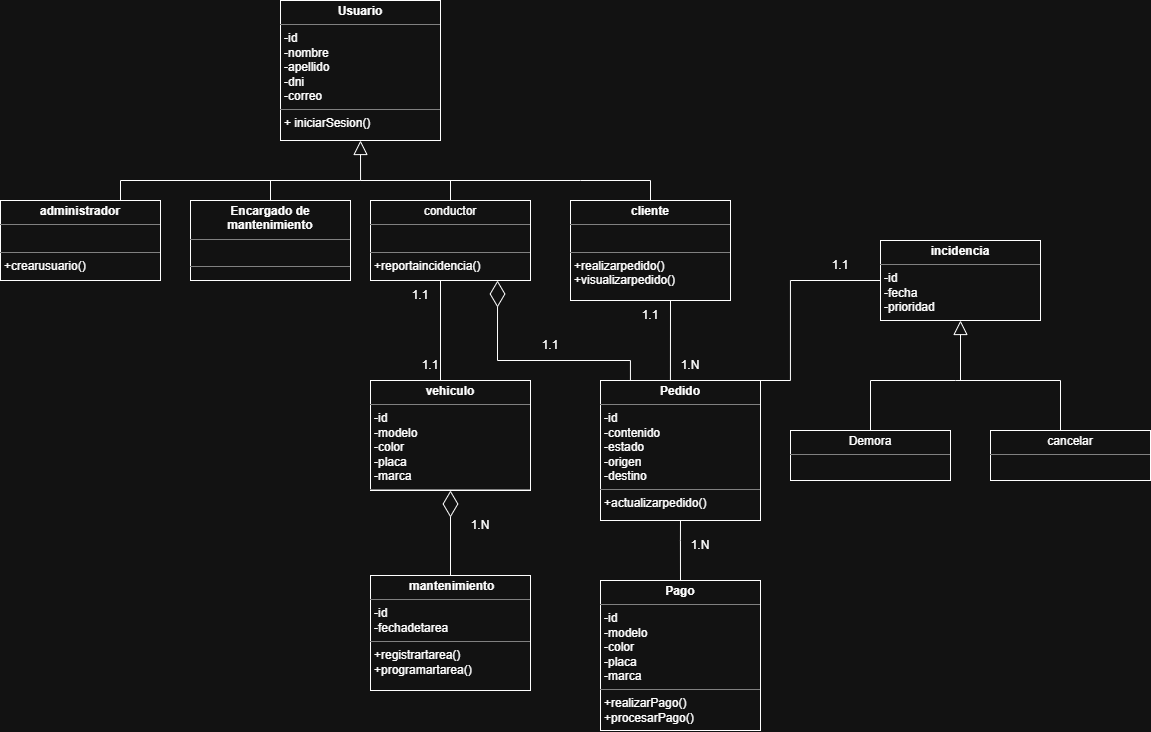 Usuario
-id
-nombre
-apellido
-dni
-correo
+ iniciarSesion()
administrador
+crearusuario()
Encargado de
mantenimiento
conductor
+reportaincidencia()
cliente
+realizarpedido()
+visualizarpedido()
incidencia
-id
-fecha
-prioridad
1.1
1.1
1.1
1.1
1.1
1.N
vehiculo
-id
-modelo
-color
-placa
-marca
Pedido
-id
-contenido
-estado
-origen
-destino
+actualizarpedido()
Demora
cancelar
1.N
1.N
mantenimiento
-id
-fechadetarea
+registrartarea()
+programartarea()
Pago
-id
-modelo
-color
-placa
-marca
+realizarPago()
+procesarPago()